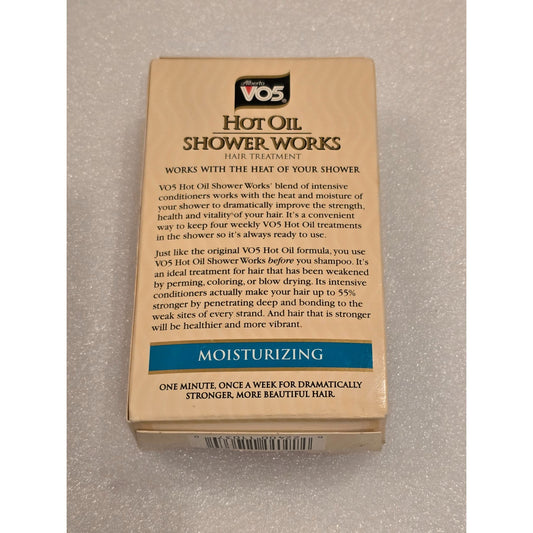 Alberto
VO5®
HOT OIL
SHOWER WORKS
HAIR TREATMENT
WORKS WITH THE HEAT OF YOUR SHOWER
VO5 Hot Oil Shower Works' blend of intensive
conditioners works with the heat and moisture of
your shower to dramatically improve the strength,
health and vitality of your hair. It's a convenient
way to keep four weekly VO5 Hot Oil treatments
in the shower so it's always ready to use.
Just like the original VO5 Hot Oil formula, you use
VO5 Hot Oil Shower Works before you shampoo. It's
an ideal treatment for hair that has been weakened
by perming, coloring, or blow drying. Its intensive
conditioners actually make your hair up to 55%
stronger by penetrating deep and bonding to the
weak sites of every strand. And hair that is stronger
will be healthier and more vibrant.
MOISTURIZING
ONE MINUTE, ONCE A WEEK FOR DRAMATICALLY
STRONGER, MORE BEAUTIFUL HAIR.